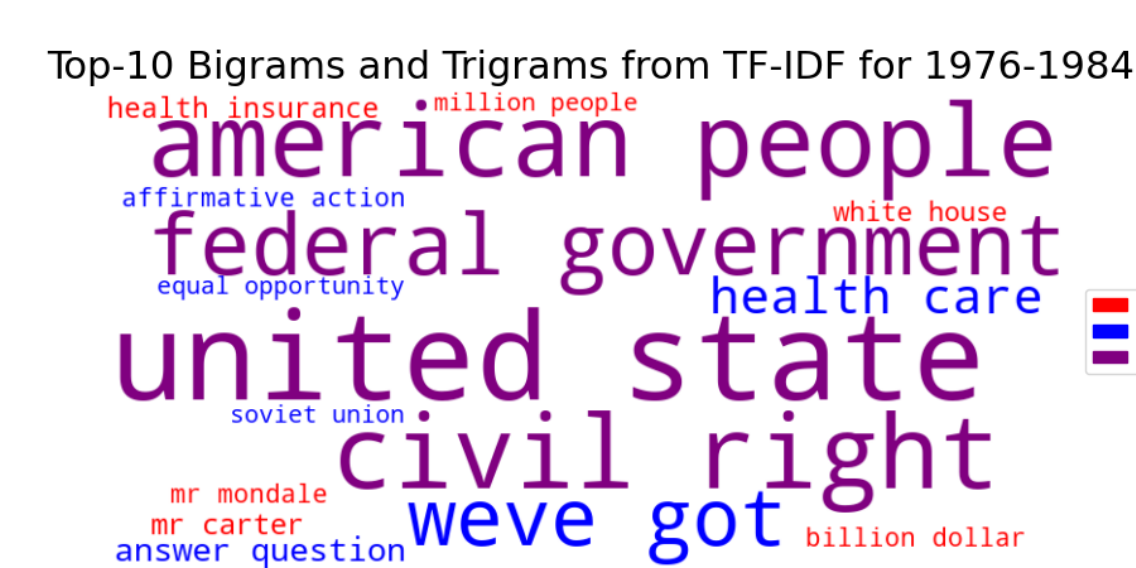 Top-10 Bigrams and Trigrams from TF-IDF for 1976-1984
health insurance
million people
american people
affirmative action
white house
federal government
equal opportunity
health care
united state
soviet union
civil right
mr mondale
weve got
mr carter
billion dollar
answer question